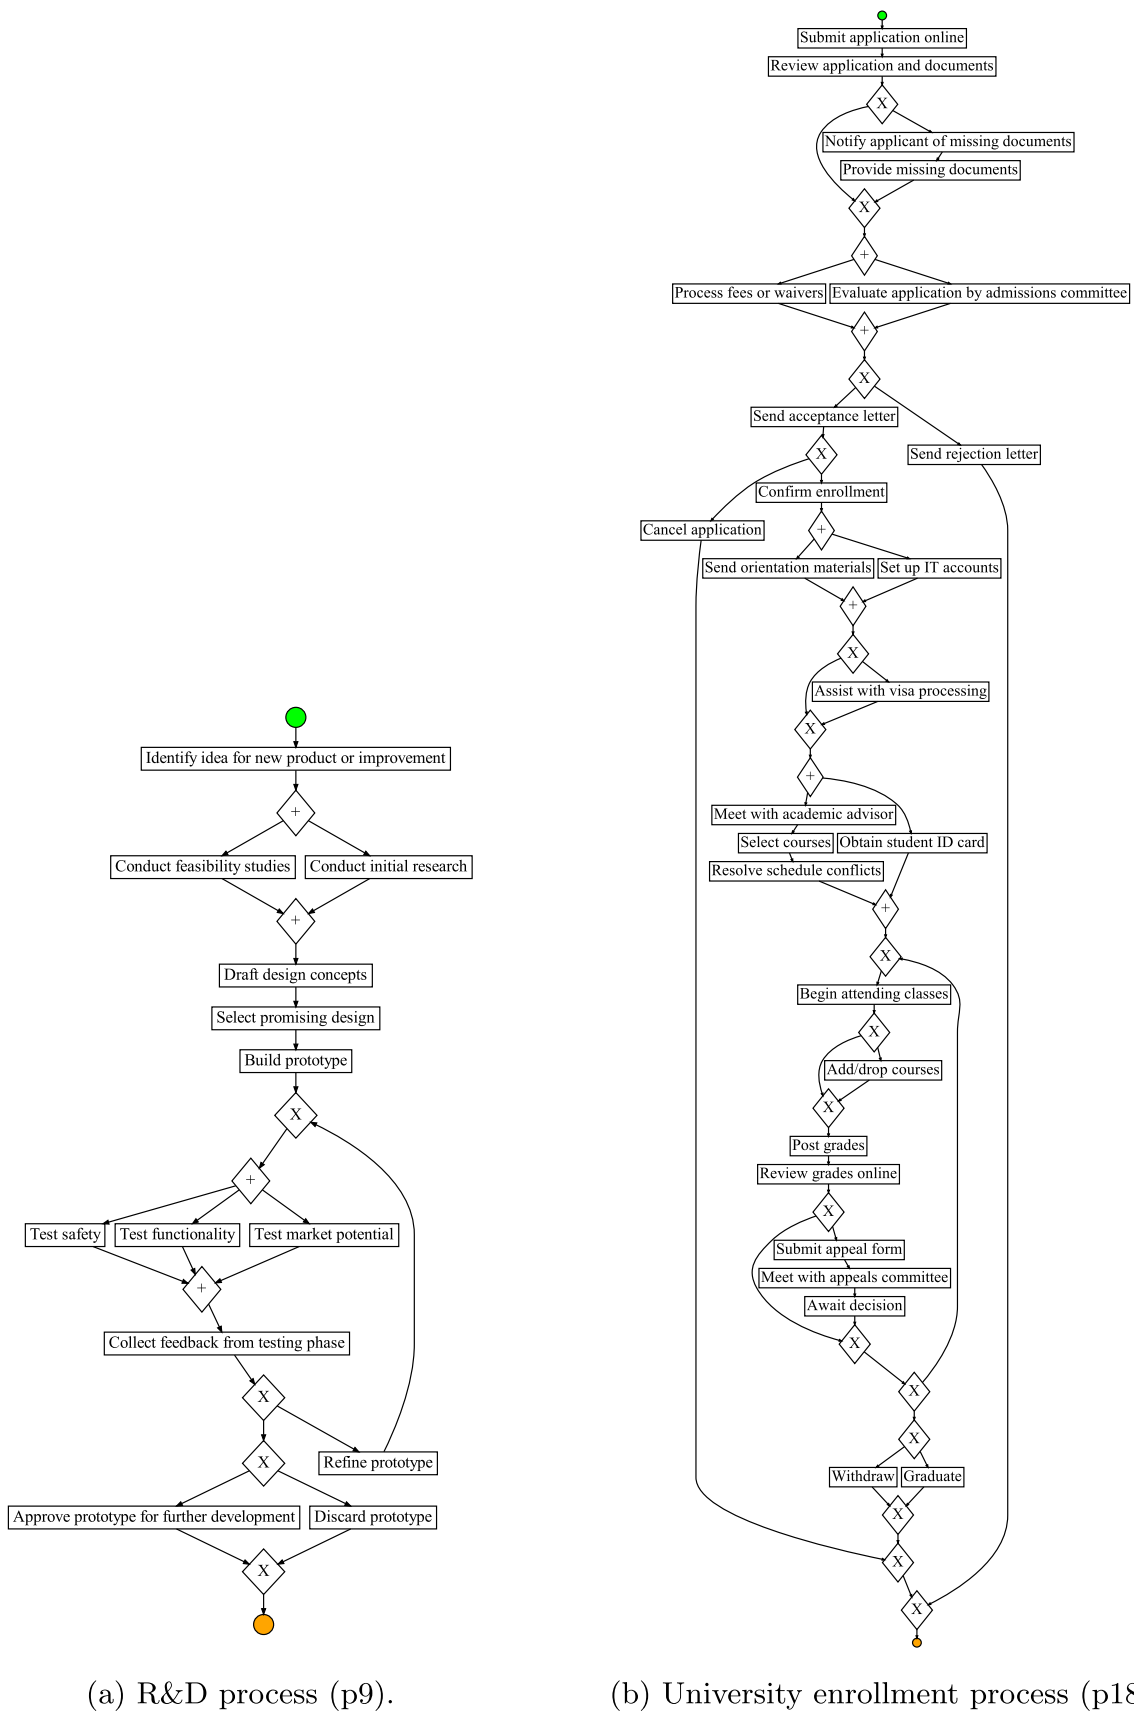 Identify idea for new product or improvement
+
Conduct feasibility studies
Conduct initial research
+
Draft design concepts
Select promising design
Build prototype
X
+
Test safety
Test functionality
Test market potential
+
Collect feedback from testing phase
X
X
Refine prototype
Approve prototype for further development
Discard prototype
X
(a) R&D process (p9).
Submit application online
Review application and documents
X
Notify applicant of missing documents
Provide missing documents
X
+
Process fees or waivers
Evaluate application by admissions committee
+
X
Send acceptance letter
X
Send rejection letter
Confirm enrollment
Cancel application
+
Send orientation materials
Set up IT accounts
+
X
Assist with visa processing
X
+
Meet with academic advisor
Select courses
Obtain student ID card
Resolve schedule conflicts
+
X
Begin attending classes
X
Add/drop courses
X
Post grades
Review grades online
X
Submit appeal form
Meet with appeals committee
Await decision
X
X
X
Withdraw
Graduate
X
X
X
(b) University enrollment process (p18